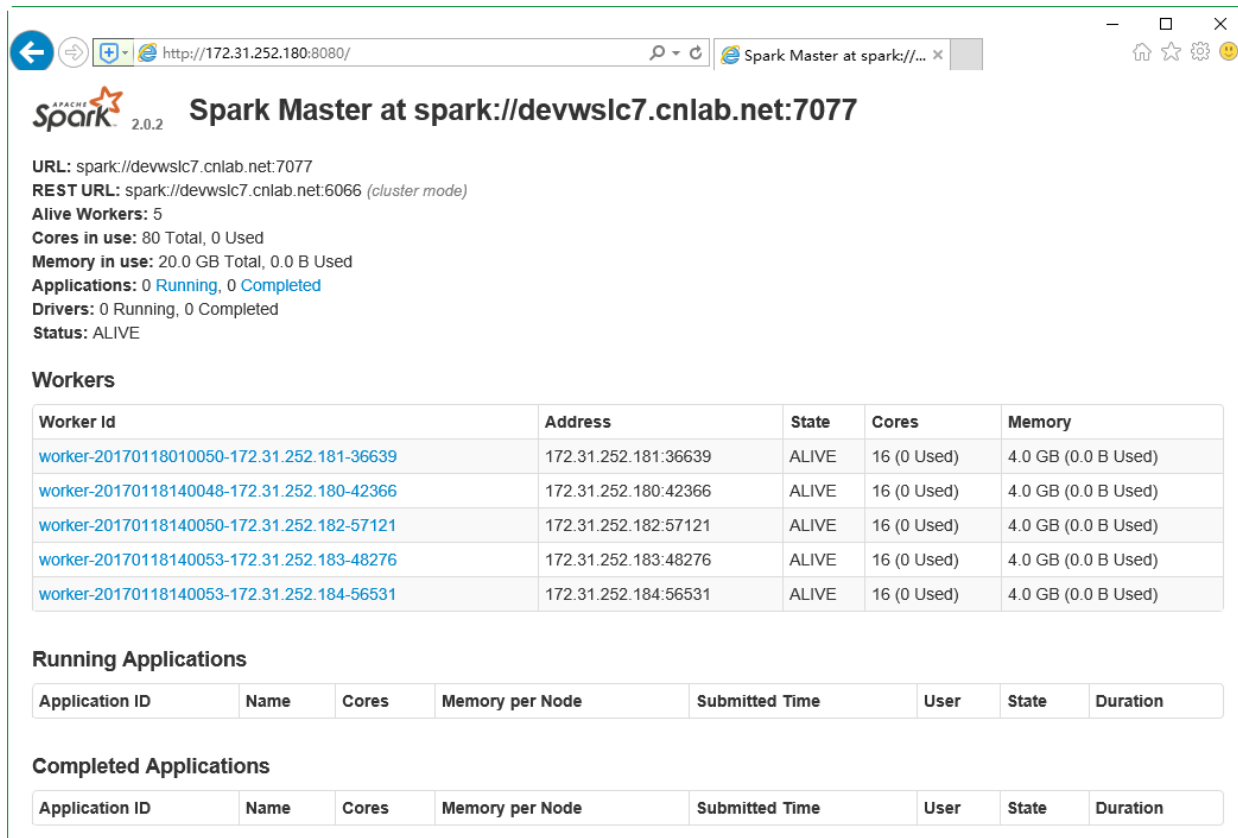 http://172.31.252.180:8080/
Spark Master at spark://...
APACHE
Spark 2.0.2 Spark Master at spark://devwslc7.cnlab.net:7077
URL: spark://devwslc7.cnlab.net:7077
REST URL: spark://devwslc7.cnlab.net:6066 (cluster mode)
Alive Workers: 5
Cores in use: 80 Total, 0 Used
Memory in use: 20.0 GB Total, 0.0 B Used
Applications: 0 Running, 0 Completed
Drivers: 0 Running, 0 Completed
Status: ALIVE
Workers
Worker Id Address State Cores Memory
worker-20170118010050-172.31.252.181-36639 172.31.252.181:36639 ALIVE 16 (0 Used) 4.0 GB (0.0 B Used)
worker-20170118140048-172.31.252.180-42366 172.31.252.180:42366 ALIVE 16 (0 Used) 4.0 GB (0.0 B Used)
worker-20170118140050-172.31.252.182-57121 172.31.252.182:57121 ALIVE 16 (0 Used) 4.0 GB (0.0 B Used)
worker-20170118140053-172.31.252.183-48276 172.31.252.183:48276 ALIVE 16 (0 Used) 4.0 GB (0.0 B Used)
worker-20170118140053-172.31.252.184-56531 172.31.252.184:56531 ALIVE 16 (0 Used) 4.0 GB (0.0 B Used)
Running Applications
Application ID Name Cores Memory per Node Submitted Time User State Duration
Completed Applications
Application ID Name Cores Memory per Node Submitted Time User State Duration